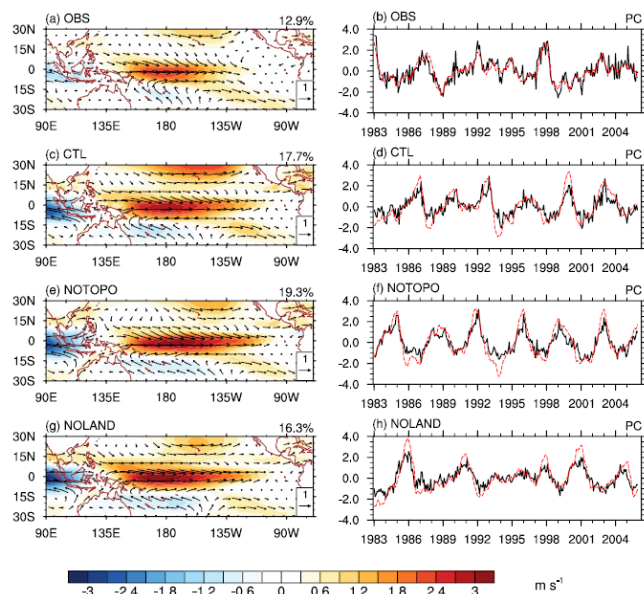 (a) OBS 12.9%
30N
15N
0
15S
30S
1
90E 135E 180 135W 90W
(b) OBS PC
4.0
2.0
0.0
-2.0
-4.0
1983 1986 1989 1992 1995 1998 2001 2004
(c) CTL 17.7%
30N
15N
0
15S
30S
1
90E 135E 180 135W 90W
(d) CTL PC
4.0
2.0
0.0
-2.0
-4.0
1983 1986 1989 1992 1995 1998 2001 2004
(e) NOTOPO 19.3%
30N
15N
0
15S
30S
1
90E 135E 180 135W 90W
(f) NOTOPO PC
4.0
2.0
0.0
-2.0
-4.0
1983 1986 1989 1992 1995 1998 2001 2004
(g) NOLAND 16.3%
30N
15N
0
15S
30S
1
90E 135E 180 135W 90W
(h) NOLAND PC
4.0
2.0
0.0
-2.0
-4.0
1983 1986 1989 1992 1995 1998 2001 2004
-3 -2.4 -1.8 -1.2 -0.6 0 0.6 1.2 1.8 2.4 3 m s⁻¹